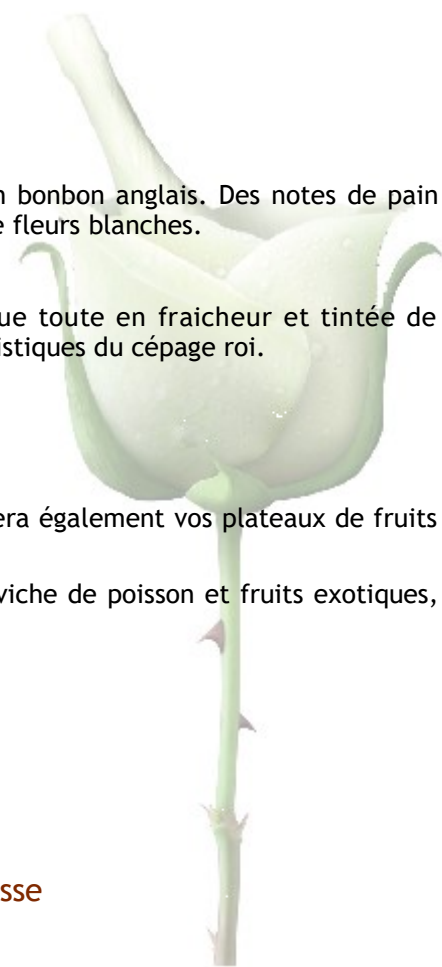 n bonbon anglais. Des notes de pain
e fleurs blanches.
ue toute en fraicheur et tintée de
istiques du cépage roi.
era également vos plateaux de fruits
viche de poisson et fruits exotiques,
sse